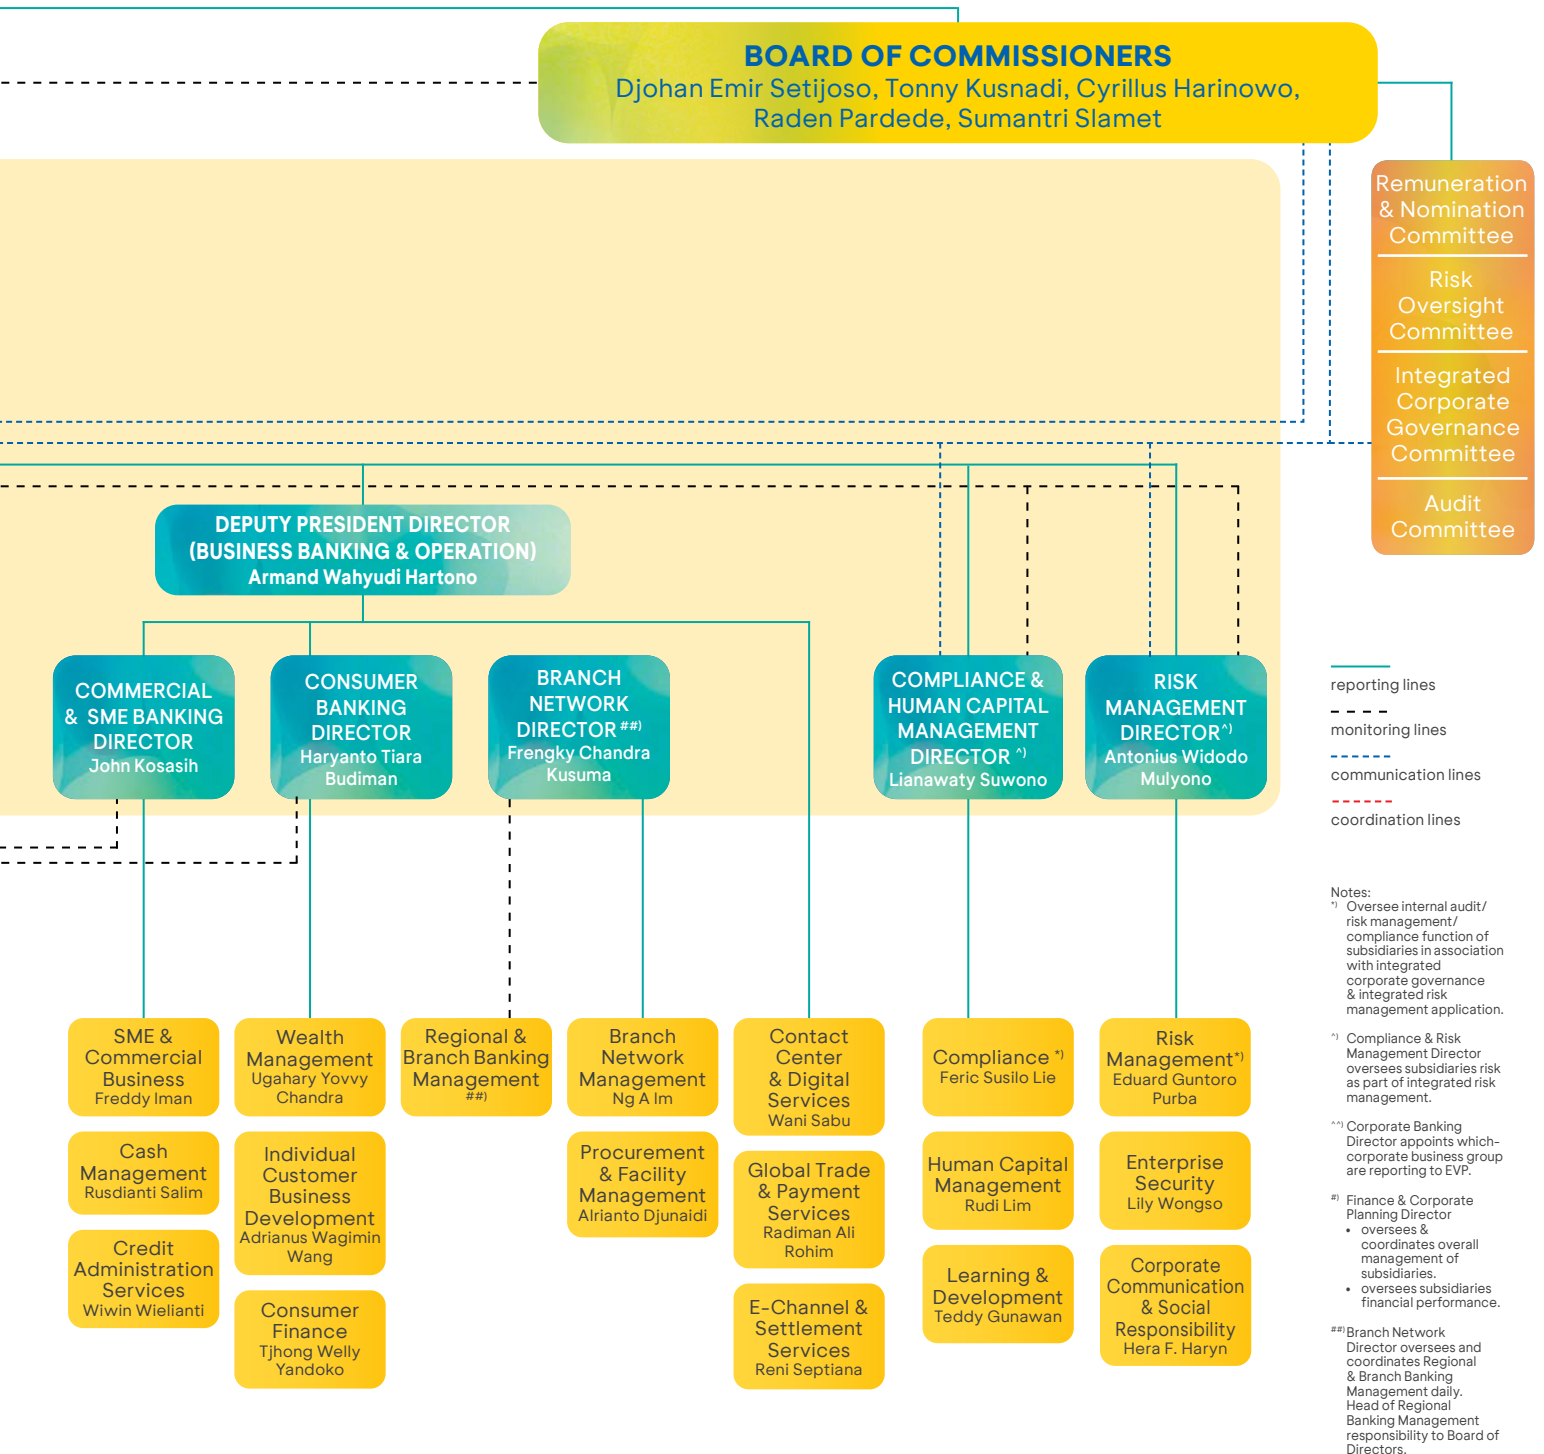 BOARD OF COMMISSIONERS
Djohan Emir Setijoso, Tonny Kusnadi, Cyrillus Harinowo,
Raden Pardede, Sumantri Slamet
Remuneration
& Nomination
Committee
Risk
Oversight
Committee
Integrated
Corporate
Governance
Committee
Audit
Committee
DEPUTY PRESIDENT DIRECTOR
(BUSINESS BANKING & OPERATION)
Armand Wahyudi Hartono
COMMERCIAL
& SME BANKING
DIRECTOR
John Kosasih
CONSUMER
BANKING
DIRECTOR
Haryanto Tiara
Budiman
BRANCH
NETWORK
DIRECTOR ##)
Frengky Chandra
Kusuma
COMPLIANCE &
HUMAN CAPITAL
MANAGEMENT
DIRECTOR ^)
Lianawaty Suwono
RISK
MANAGEMENT
DIRECTOR^)
Antonius Widodo
Mulyono
reporting lines
monitoring lines
communication lines
coordination lines
SME &
Commercial
Business
Freddy Iman
Cash
Management
Rusdianti Salim
Credit
Administration
Services
Wiwin Wielianti
Wealth
Management
Ugahary Yovvy
Chandra
Individual
Customer
Business
Development
Adrianus Wagimin
Wang
Consumer
Finance
Tjhong Welly
Yandoko
Regional &
Branch Banking
Management
##)
Branch
Network
Management
Ng A Im
Procurement
& Facility
Management
Alrianto Djunaidi
Contact
Center
& Digital
Services
Wani Sabu
Global Trade
& Payment
Services
Radiman Ali
Rohim
E-Channel &
Settlement
Services
Reni Septiana
Compliance *)
Feric Susilo Lie
Human Capital
Management
Rudi Lim
Learning &
Development
Teddy Gunawan
Risk
Management*)
Eduard Guntoro
Purba
Enterprise
Security
Lily Wongso
Corporate
Communication
& Social
Responsibility
Hera F. Haryn
Notes:
*) Oversee internal audit/
risk management/
compliance function of
subsidiaries in association
with integrated
corporate governance
& integrated risk
management application.
^) Compliance & Risk
Management Director
oversees subsidiaries risk
as part of integrated risk
management.
^^) Corporate Banking
Director appoints which-
corporate business group
are reporting to EVP.
#) Finance & Corporate
Planning Director
• oversees &
coordinates overall
management of
subsidiaries.
• oversees subsidiaries
financial performance.
##) Branch Network
Director oversees and
coordinates Regional
& Branch Banking
Management daily.
Head of Regional
Banking Management
responsibility to Board of
Directors.